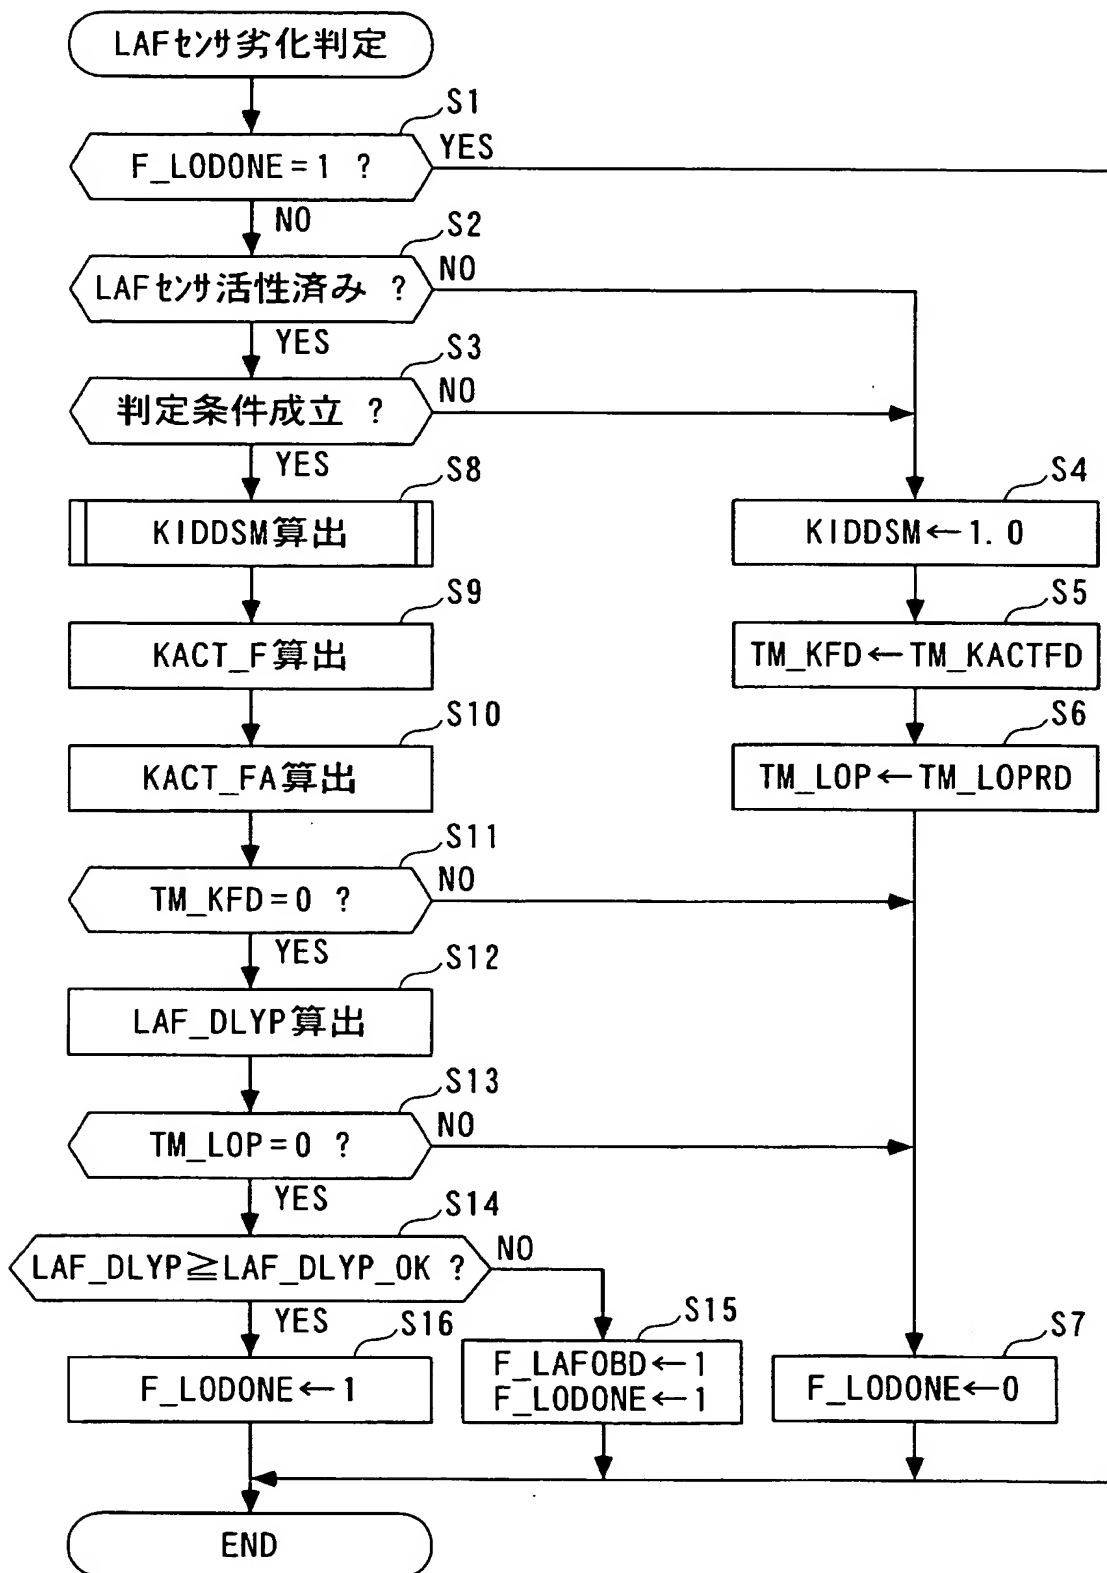 LAFｾﾝｻ劣化判定
S1
F_LODONE=1 ?
YES
NO
S2
LAFｾﾝｻ活性済み ?
NO
YES
S3
判定条件成立 ?
NO
YES
S8
KIDDSM算出
S4
KIDDSM←1.0
S9
KACT_F算出
S5
TM_KFD←TM_KACTFD
S10
KACT_FA算出
S6
TM_LOP←TM_LOPRD
S11
TM_KFD=0 ?
NO
YES
S12
LAF_DLYP算出
S13
TM_LOP=0 ?
NO
YES
S14
LAF_DLYP≧LAF_DLYP_OK ?
NO
YES
S16
F_LODONE←1
S15
F_LAFOBD←1
F_LODONE←1
S7
F_LODONE←0
END